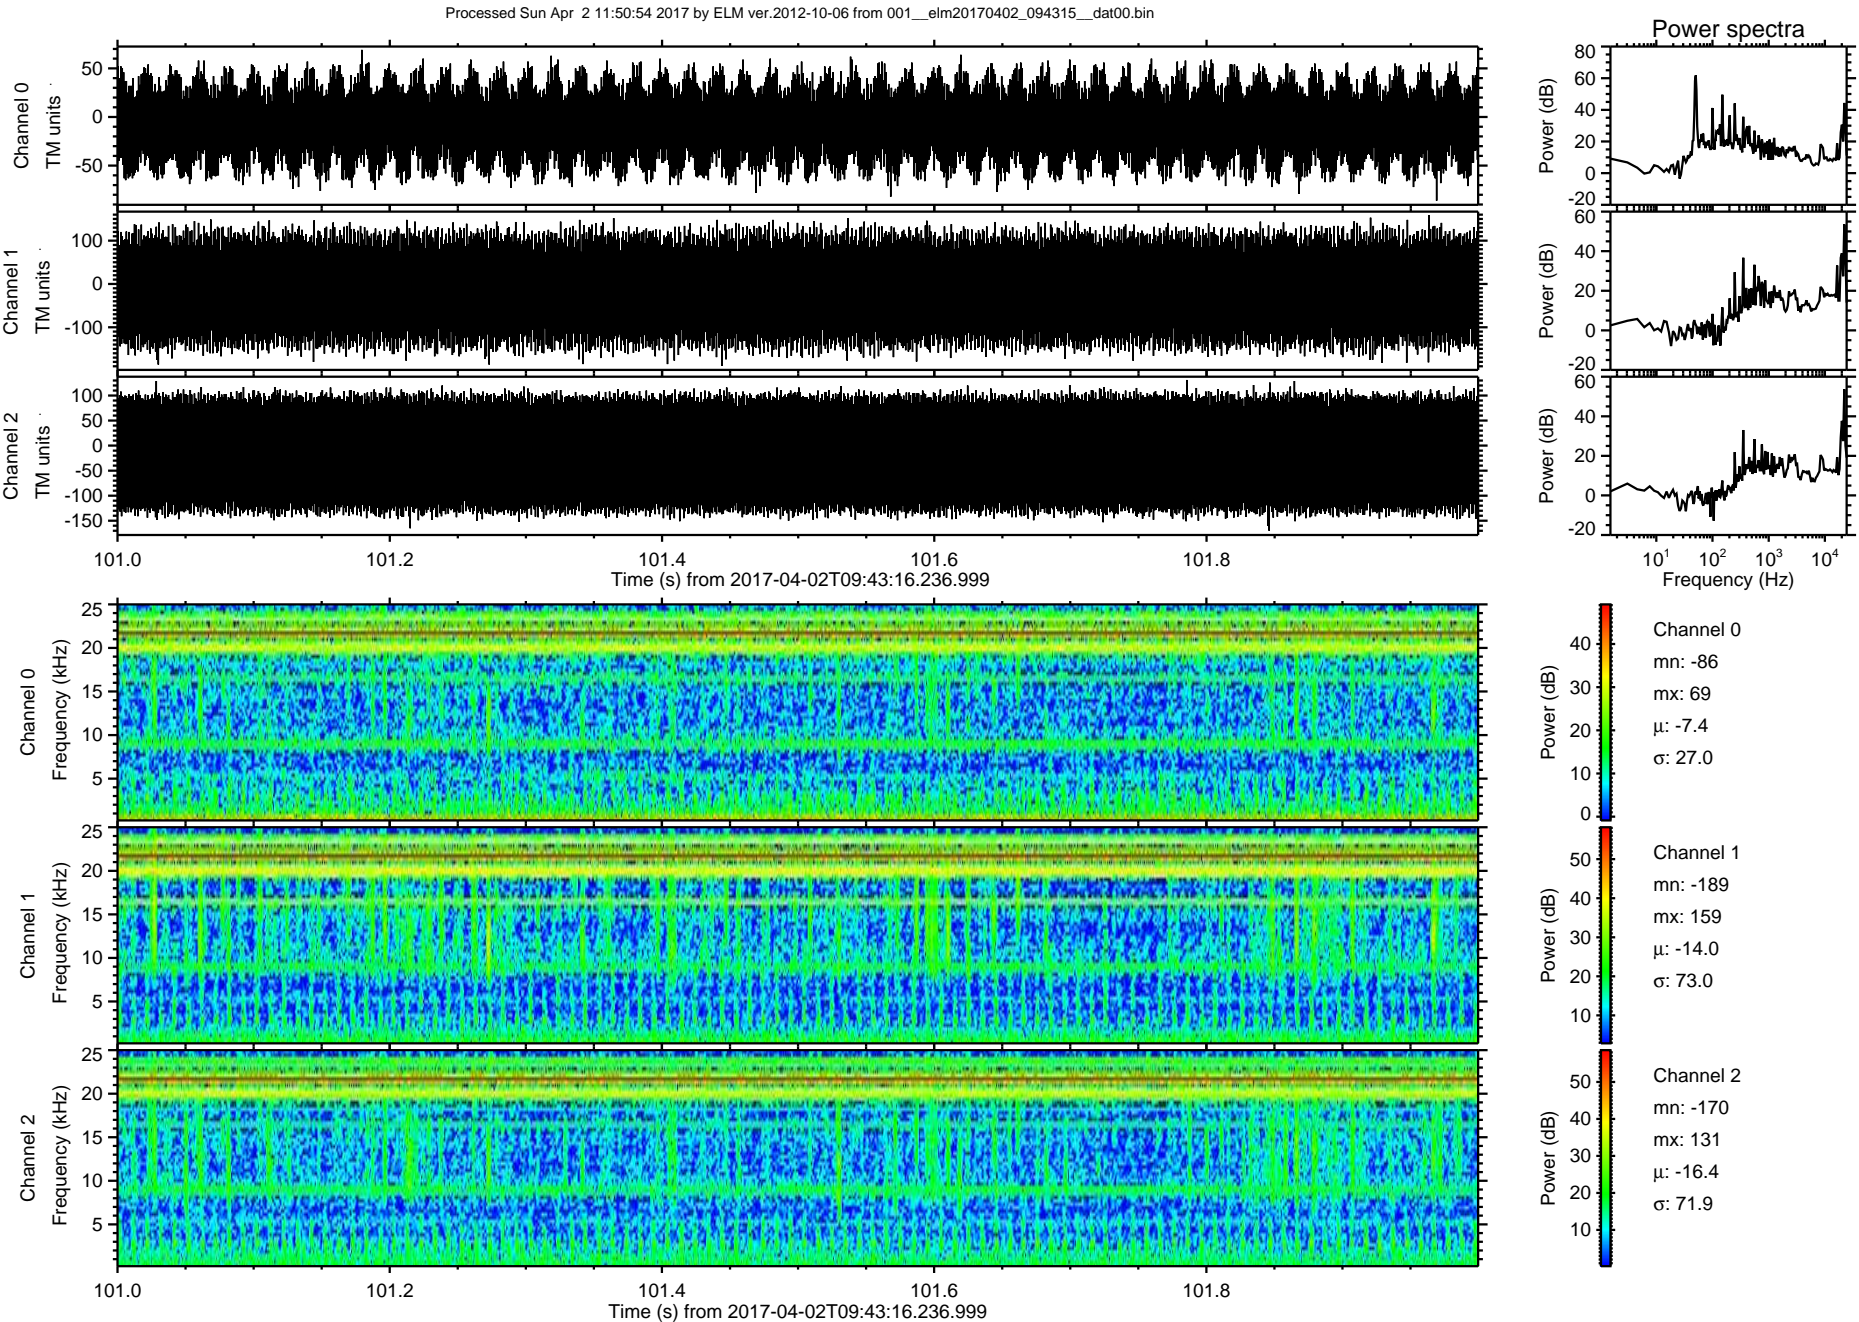 Processed Sun Apr  2 11:50:54 2017 by ELM ver.2012-10-06 from 001__elm20170402_094315__dat00.bin
Power spectra
Channel 0
TM units
50
0
-50
Power (dB)
80
60
40
20
0
-20
Channel 1
TM units
100
0
-100
Power (dB)
60
40
20
0
-20
Channel 2
TM units
100
50
0
-50
-100
-150
Power (dB)
60
40
20
0
-20
101.0 101.2 101.4 101.6 101.8
Time (s) from 2017-04-02T09:43:16.236.999
10^1 10^2 10^3 10^4
Frequency (Hz)
Channel 0
Frequency (kHz)
25
20
15
10
5
Power (dB)
40
30
20
10
0
Channel 0
mn: -86
mx: 69
μ: -7.4
σ: 27.0
Channel 1
Frequency (kHz)
25
20
15
10
5
Power (dB)
50
40
30
20
10
Channel 1
mn: -189
mx: 159
μ: -14.0
σ: 73.0
Channel 2
Frequency (kHz)
25
20
15
10
5
Power (dB)
50
40
30
20
10
Channel 2
mn: -170
mx: 131
μ: -16.4
σ: 71.9
101.0 101.2 101.4 101.6 101.8
Time (s) from 2017-04-02T09:43:16.236.999